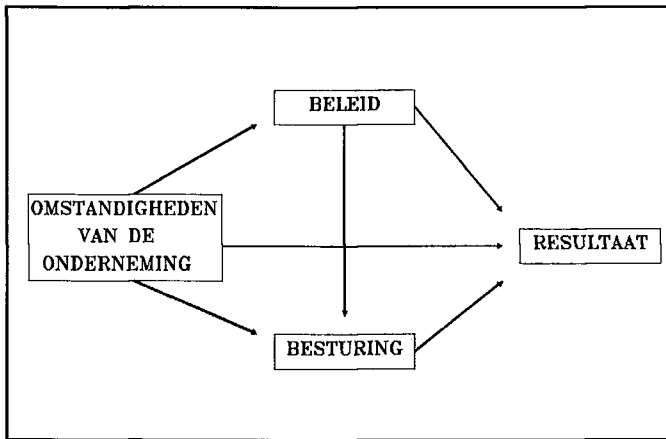 BELEID
OMSTANDIGHEDEN
VAN DE
ONDERNEMING
RESULTAAT
BESTURING